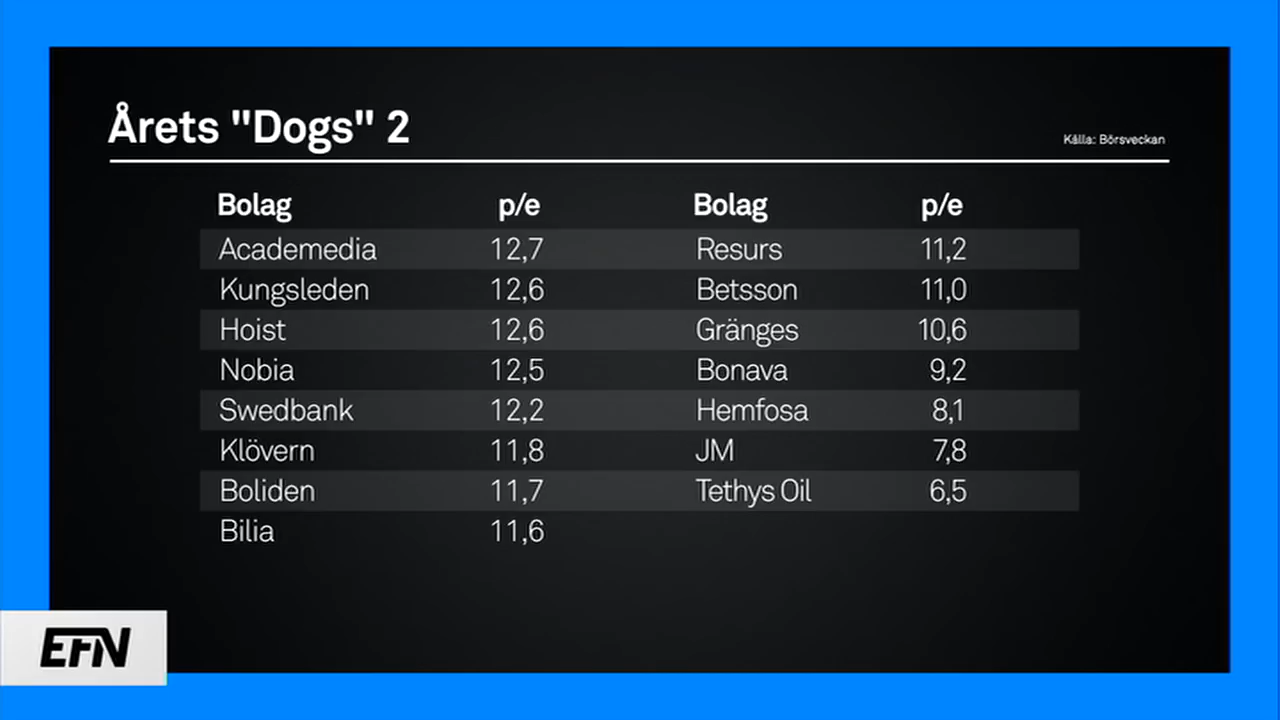 Årets "Dogs" 2
Källa: Börsveckan
Bolag p/e Bolag p/e
Academedia 12,7 Resurs 11,2
Kungsleden 12,6 Betsson 11,0
Hoist 12,6 Gränges 10,6
Nobia 12,5 Bonava 9,2
Swedbank 12,2 Hemfosa 8,1
Klövern 11,8 JM 7,8
Boliden 11,7 Tethys Oil 6,5
Bilia 11,6
EFN